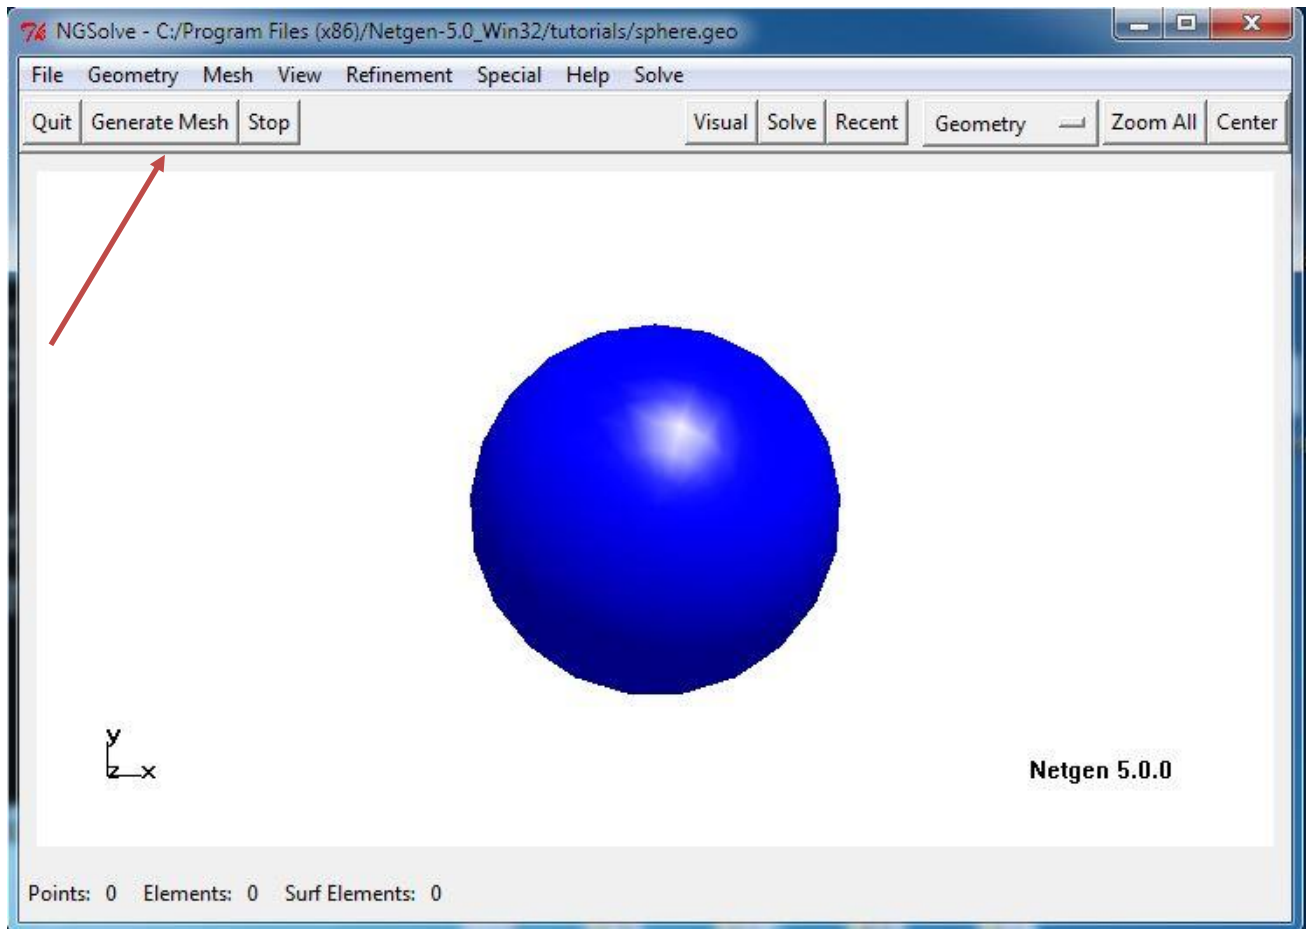 NGSolve - C:/Program Files (x86)/Netgen-5.0_Win32/tutorials/sphere.geo
File Geometry Mesh View Refinement Special Help Solve
Quit Generate Mesh Stop Visual Solve Recent Geometry Zoom All Center
y
z x
Netgen 5.0.0
Points: 0 Elements: 0 Surf Elements: 0